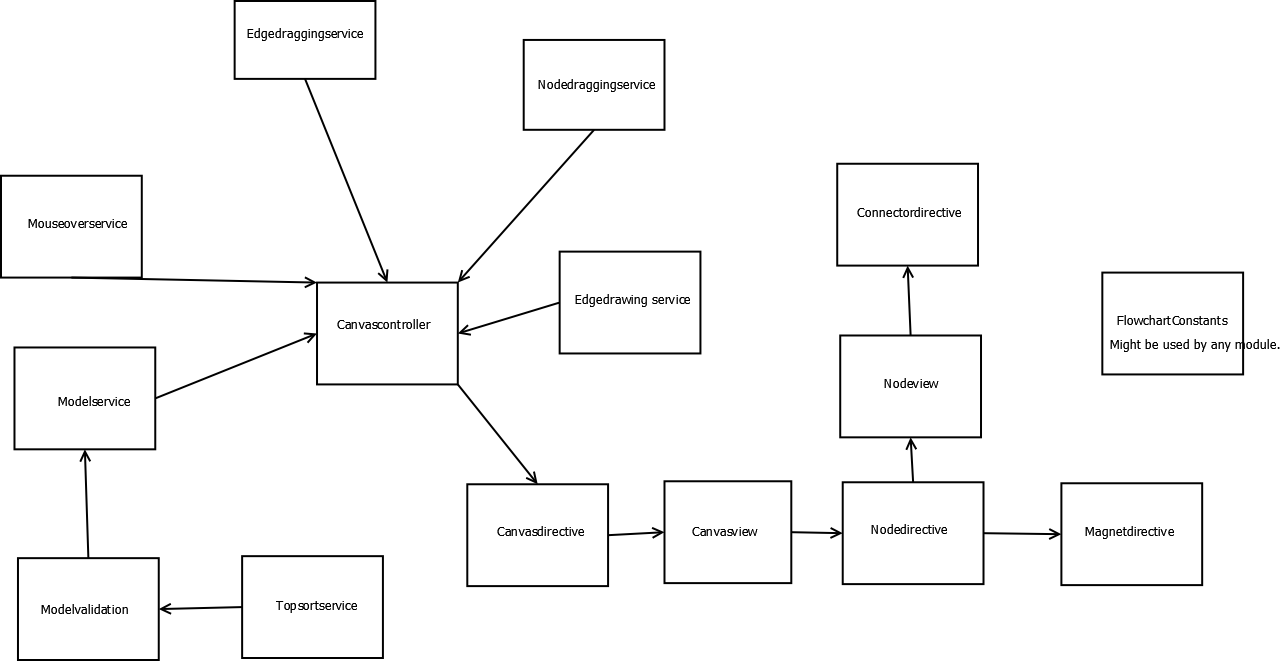 Edgedraggingservice
Nodedraggingservice
Mouseoverservice
Connectordirective
Edgedrawing service
Canvascontroller
FlowchartConstants
Might be used by any module.
Nodeview
Modelservice
Canvasdirective
Canvasview
Nodedirective
Magnetdirective
Modelvalidation
Topsortservice